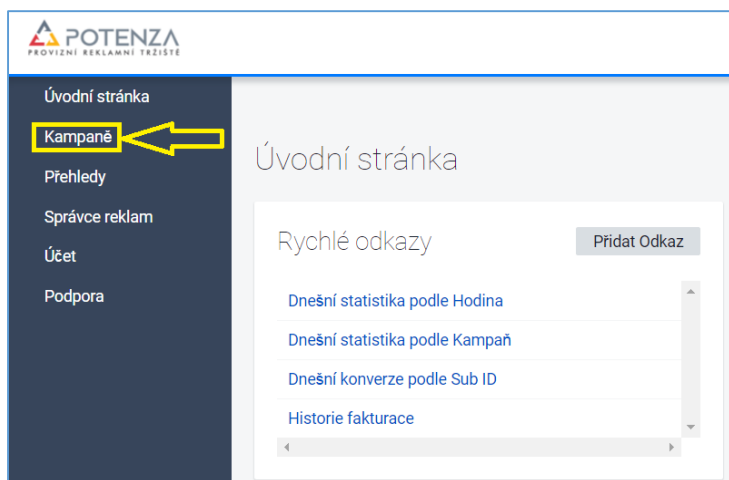 POTENZA
PROVIZNÍ REKLAMNÍ TRŽIŠTĚ
Úvodní stránka
Kampaně
Přehledy
Správce reklam
Účet
Podpora
Úvodní stránka
Rychlé odkazy
Přidat Odkaz
Dnešní statistika podle Hodina
Dnešní statistika podle Kampaň
Dnešní konverze podle Sub ID
Historie fakturace